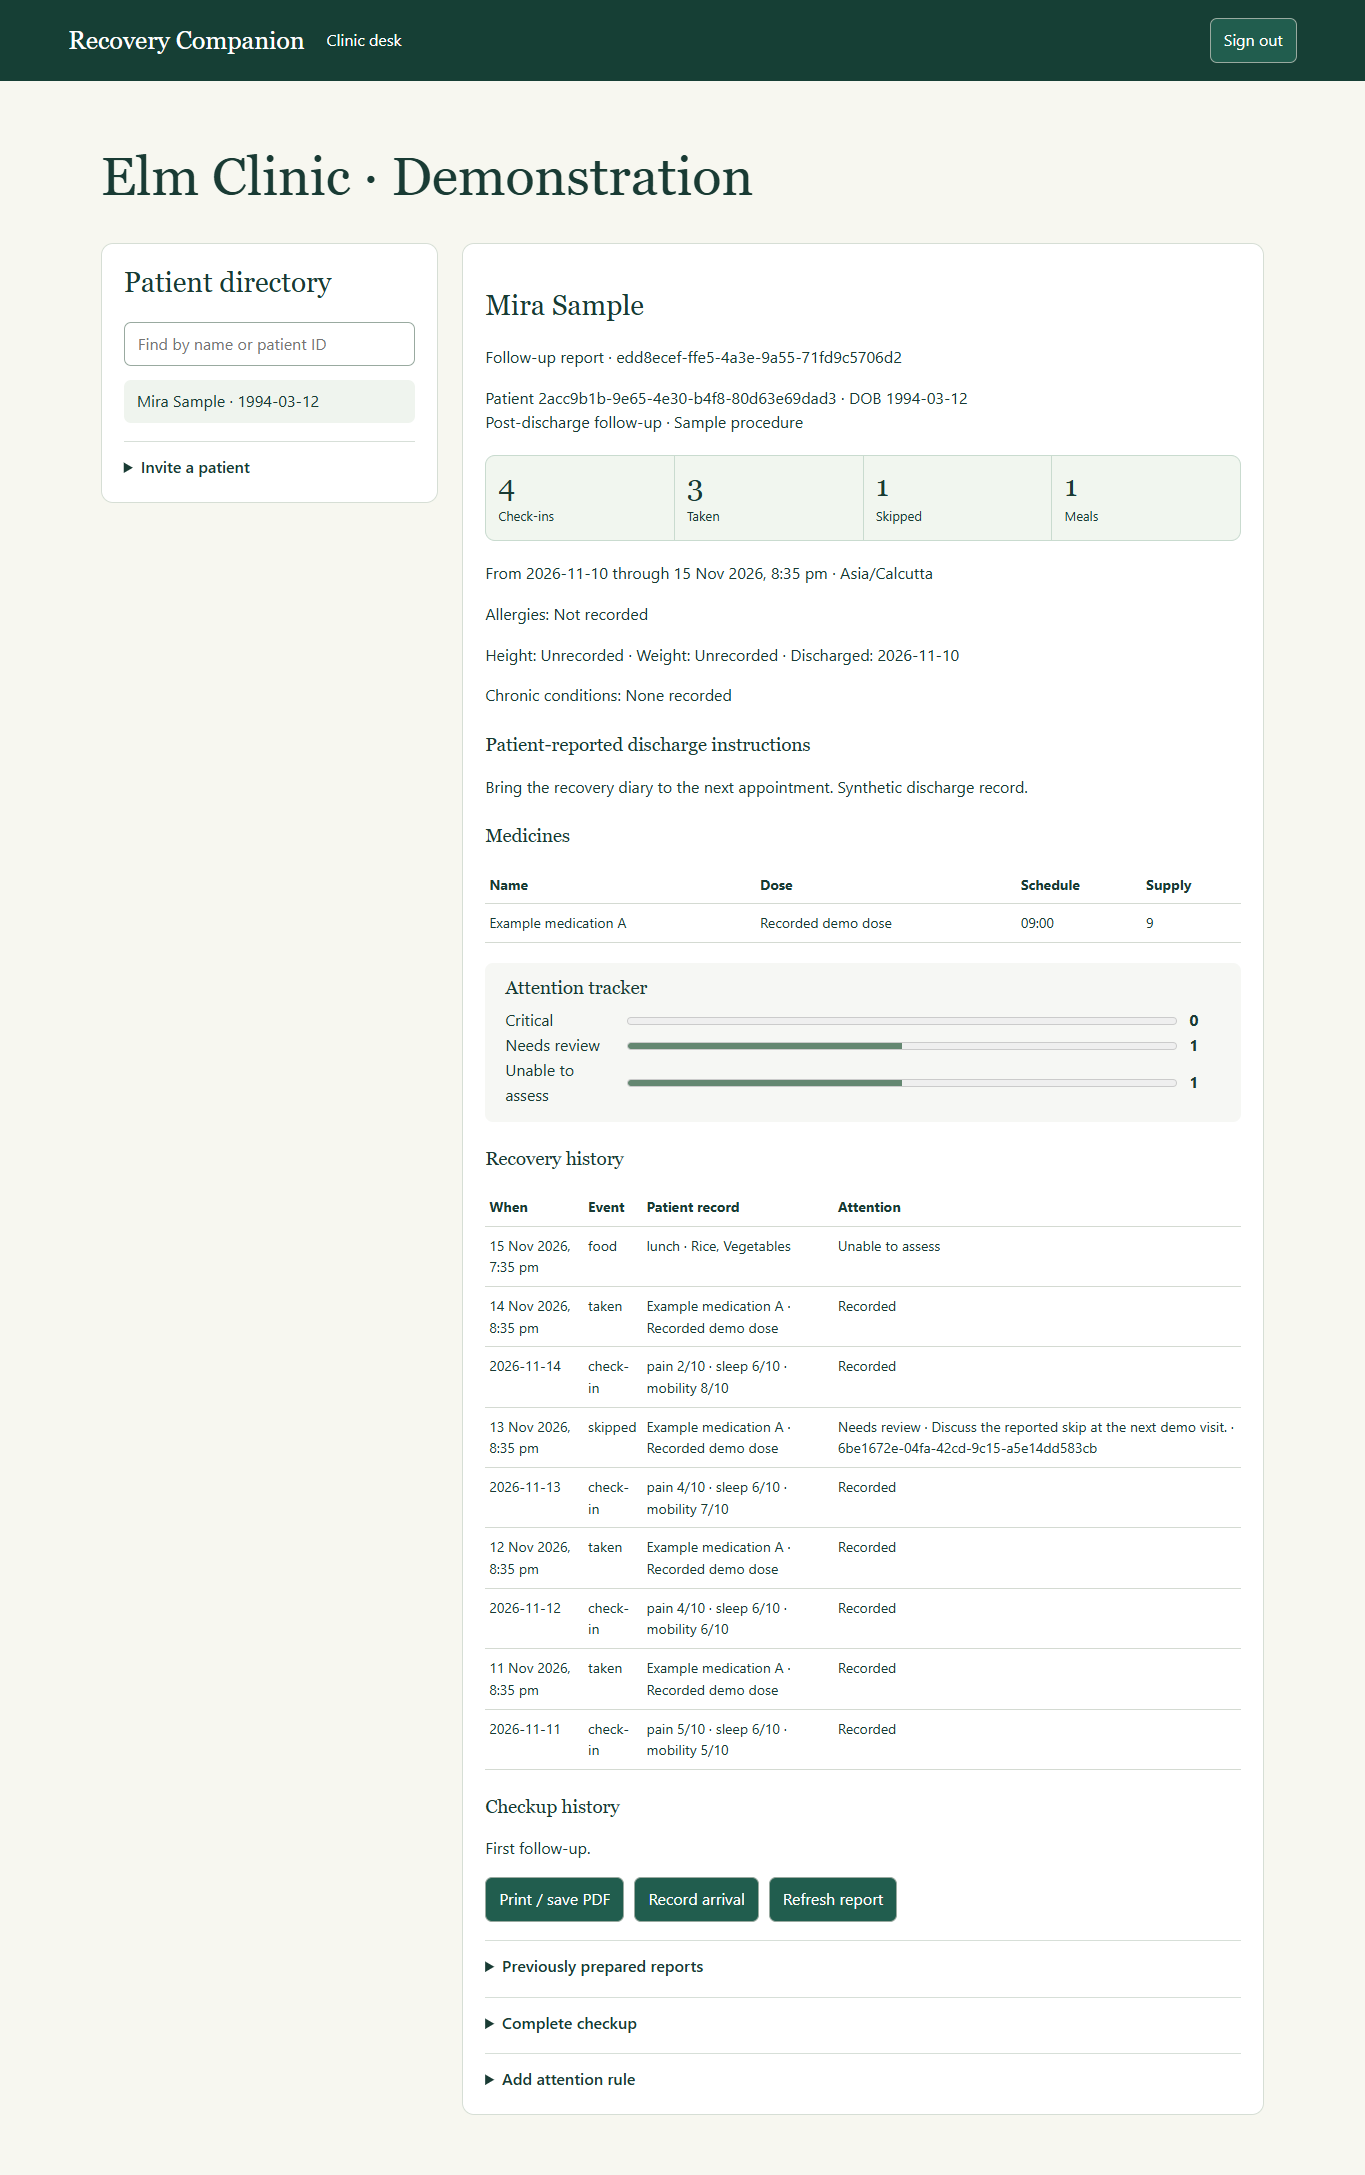 Recovery Companion
Clinic desk
Sign out
Elm Clinic · Demonstration
Patient directory
Find by name or patient ID
Mira Sample · 1994-03-12
▶ Invite a patient
Mira Sample
Follow-up report · edd8ecef-ffe5-4a3e-9a55-71fd9c5706d2
Patient 2acc9b1b-9e65-4e30-b4f8-80d63e69dad3 · DOB 1994-03-12
Post-discharge follow-up · Sample procedure
4
Check-ins
3
Taken
1
Skipped
1
Meals
From 2026-11-10 through 15 Nov 2026, 8:35 pm · Asia/Calcutta
Allergies: Not recorded
Height: Unrecorded · Weight: Unrecorded · Discharged: 2026-11-10
Chronic conditions: None recorded
Patient-reported discharge instructions
Bring the recovery diary to the next appointment. Synthetic discharge record.
Medicines
Name Dose Schedule Supply
Example medication A Recorded demo dose 09:00 9
Attention tracker
Critical 0
Needs review 1
Unable to
assess 1
Recovery history
When Event Patient record Attention
15 Nov 2026, food lunch · Rice, Vegetables Unable to assess
7:35 pm
14 Nov 2026, taken Example medication A · Recorded
8:35 pm Recorded demo dose
2026-11-14 check- pain 2/10 · sleep 6/10 · Recorded
in mobility 8/10
13 Nov 2026, skipped Example medication A · Needs review · Discuss the reported skip at the next demo visit. ·
8:35 pm Recorded demo dose 6be1672e-04fa-42cd-9c15-a5e14dd583cb
2026-11-13 check- pain 4/10 · sleep 6/10 · Recorded
in mobility 7/10
12 Nov 2026, taken Example medication A · Recorded
8:35 pm Recorded demo dose
2026-11-12 check- pain 4/10 · sleep 6/10 · Recorded
in mobility 6/10
11 Nov 2026, taken Example medication A · Recorded
8:35 pm Recorded demo dose
2026-11-11 check- pain 5/10 · sleep 6/10 · Recorded
in mobility 5/10
Checkup history
First follow-up.
Print / save PDF
Record arrival
Refresh report
▶ Previously prepared reports
▶ Complete checkup
▶ Add attention rule